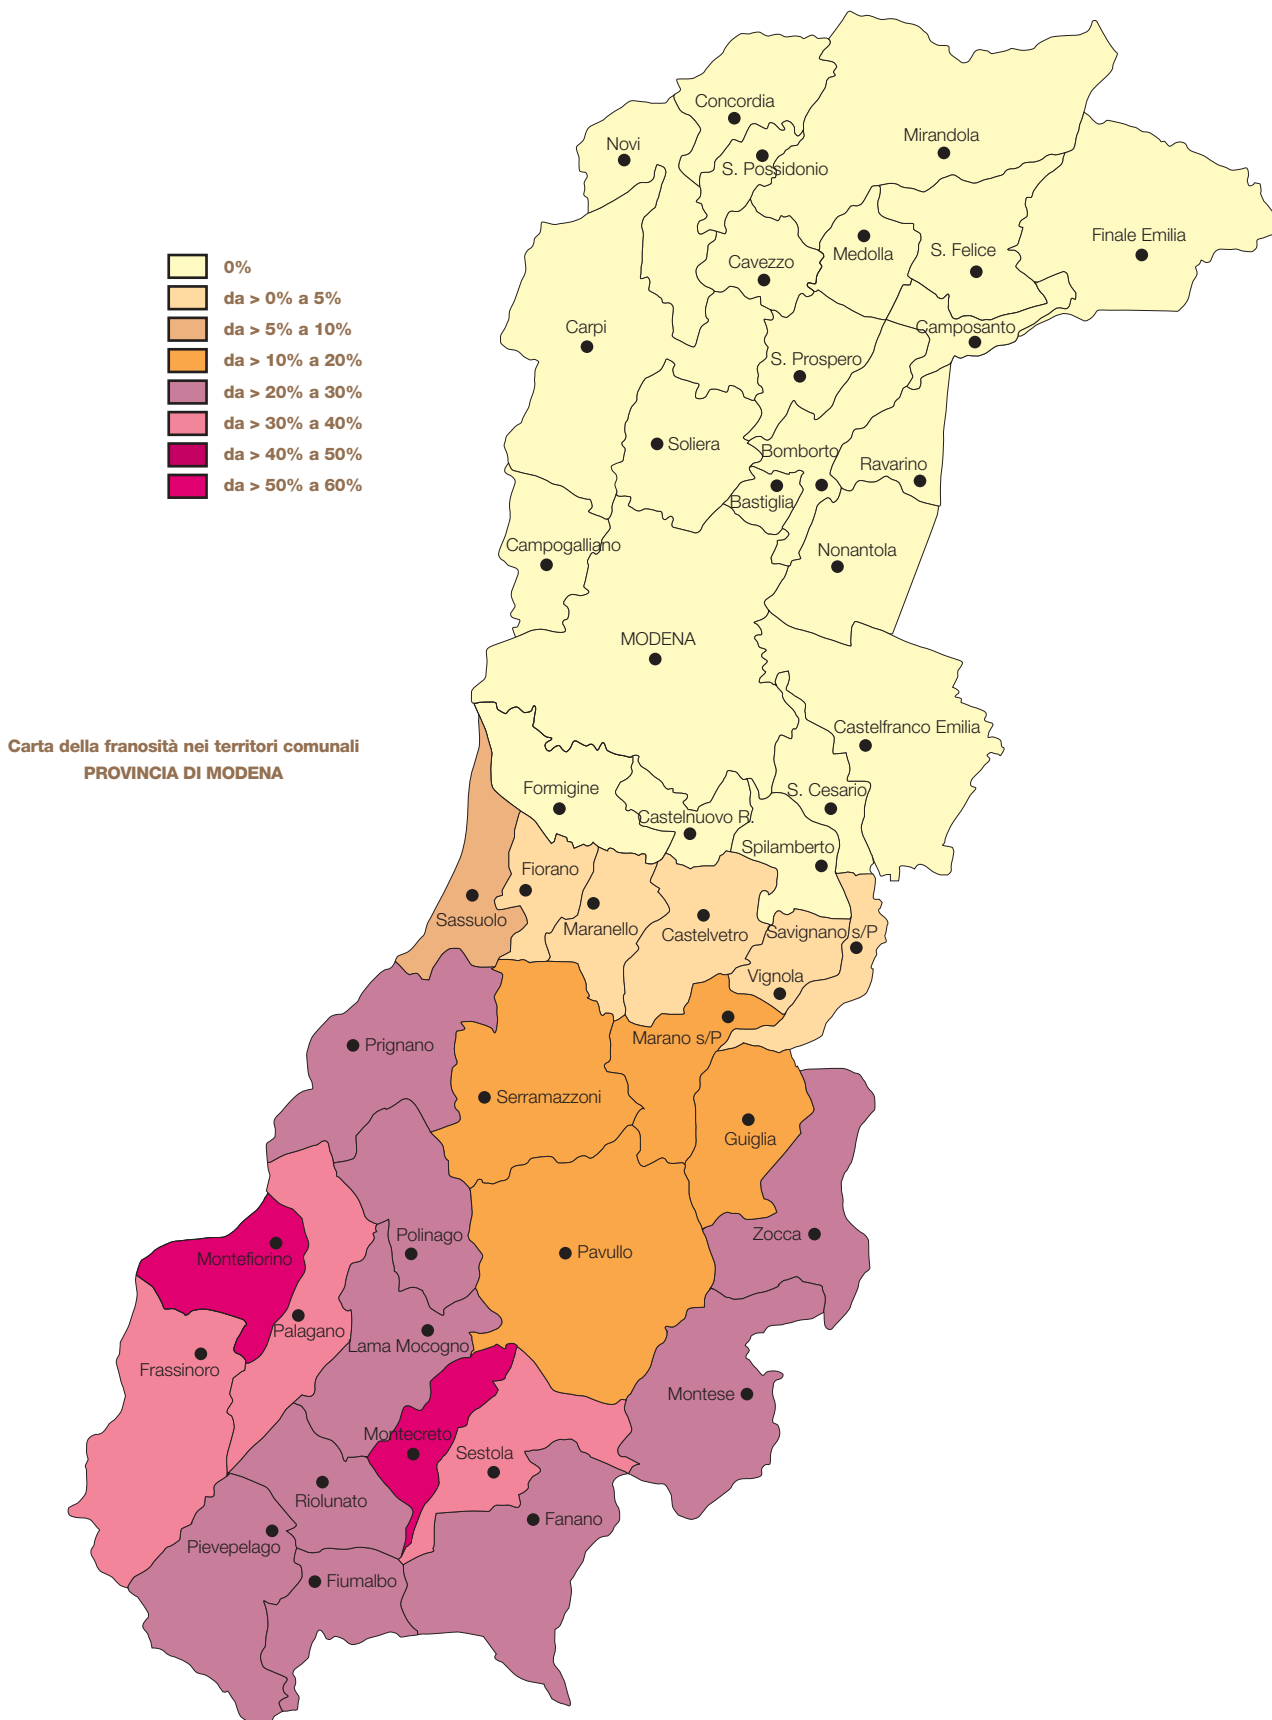 Concordia
Mirandola
Novi
S. Possidonio
Finale Emilia
Medolla
S. Felice
Cavezzo
0%
da > 0% a 5%
da > 5% a 10%
da > 10% a 20%
da > 20% a 30%
da > 30% a 40%
da > 40% a 50%
da > 50% a 60%
Carpi
Camposanto
S. Prospero
Soliera
Bomborto
Ravarino
Bastiglia
Campogalliano
Nonantola
MODENA
Castelfranco Emilia
Carta della franosità nei territori comunali
PROVINCIA DI MODENA
Formigine
S. Cesario
Castelnuovo R.
Spilamberto
Fiorano
Sassuolo
Maranello
Castelvetro
Savignano s/P
Vignola
Marano s/P
Prignano
Serramazzoni
Guiglia
Polinago
Zocca
Montefiorino
Pavullo
Palagano
Lama Mocogno
Frassinoro
Montese
Montecreto
Sestola
Riolunato
Fanano
Pievepelago
Fiumalbo